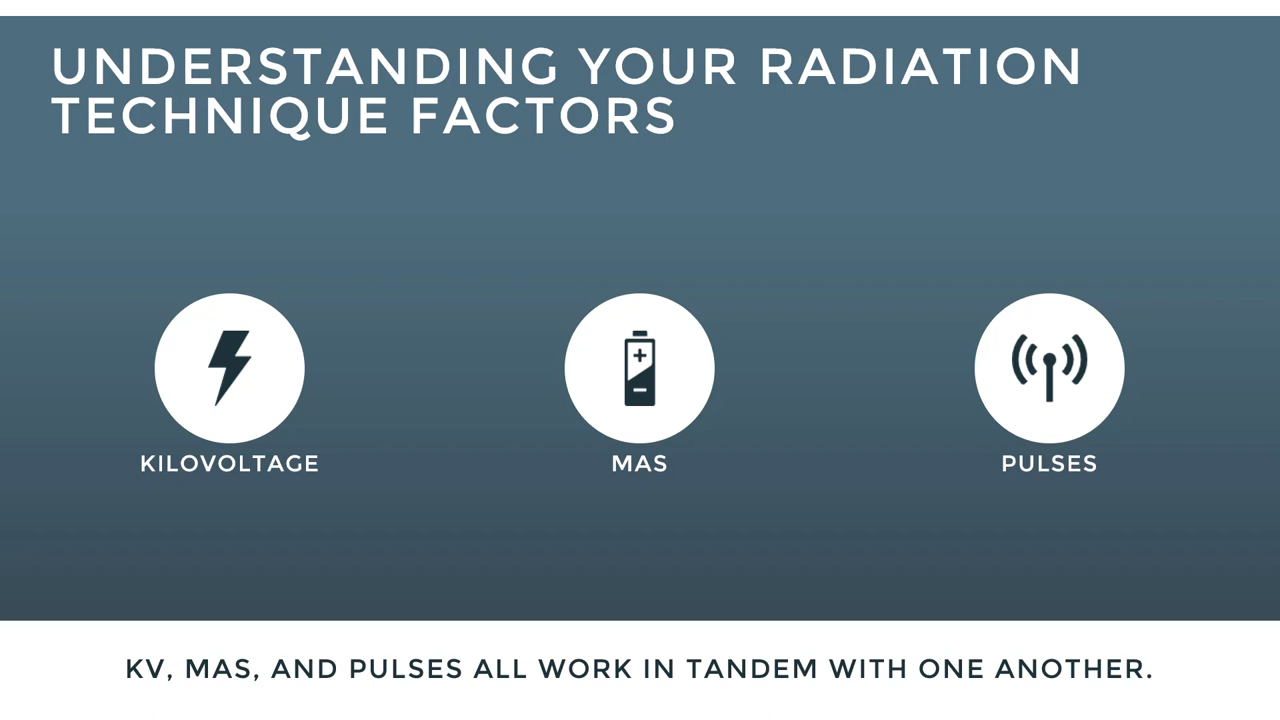 UNDERSTANDING YOUR RADIATION
TECHNIQUE FACTORS
KILOVOLTAGE
MAS
PULSES
KV, MAS, AND PULSES ALL WORK IN TANDEM WITH ONE ANOTHER.